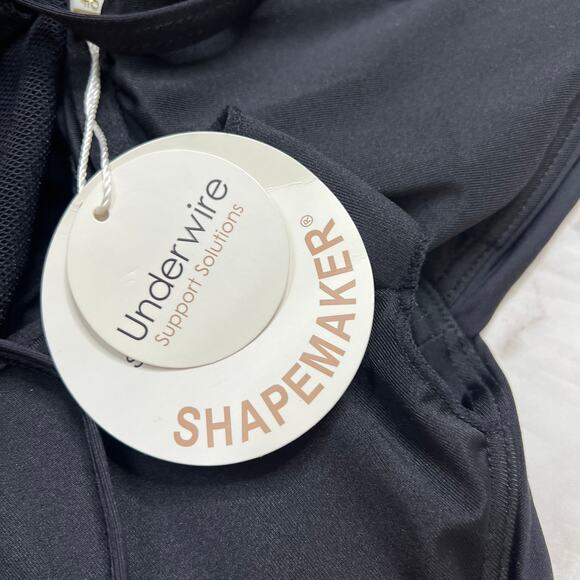 Underwire
Support Solutions
SHAPEMAKER®